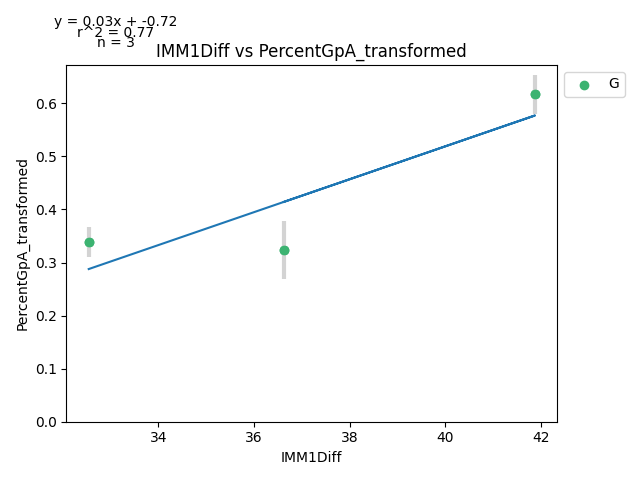 y = 0.03x + -0.72
r^2 = 0.77
n = 3
IMM1Diff vs PercentGpA_transformed
G
PercentGpA_transformed
0.6
0.5
0.4
0.3
0.2
0.1
0.0
34 36 38 40 42
IMM1Diff